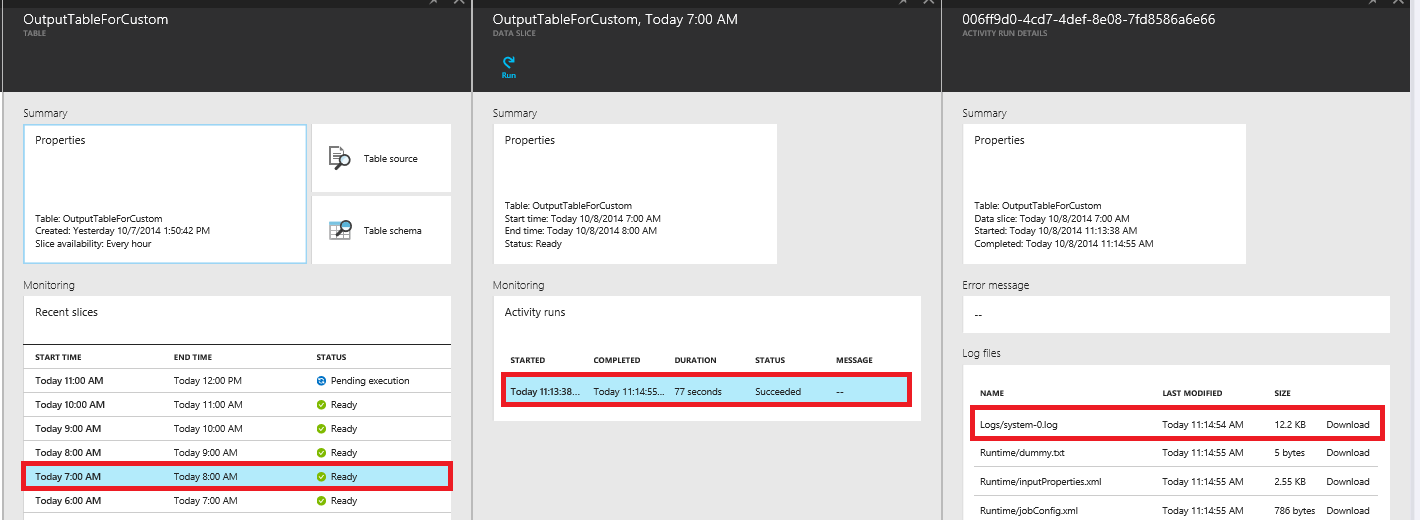 OutputTableForCustom
TABLE
Summary
Properties
Table: OutputTableForCustom
Created: Yesterday 10/7/2014 1:50:42 PM
Slice availability: Every hour
Table source
Table schema
Monitoring
Recent slices
START TIME END TIME STATUS
Today 11:00 AM Today 12:00 PM Pending execution
Today 10:00 AM Today 11:00 AM Ready
Today 9:00 AM Today 10:00 AM Ready
Today 8:00 AM Today 9:00 AM Ready
Today 7:00 AM Today 8:00 AM Ready
Today 6:00 AM Today 7:00 AM Ready
OutputTableForCustom, Today 7:00 AM
DATA SLICE
Run
Summary
Properties
Table: OutputTableForCustom
Start time: Today 10/8/2014 7:00 AM
End time: Today 10/8/2014 8:00 AM
Status: Ready
Monitoring
Activity runs
STARTED COMPLETED DURATION STATUS MESSAGE
Today 11:13:38... Today 11:14:55... 77 seconds Succeeded --
006ff9d0-4cd7-4def-8e08-7fd8586a6e66
ACTIVITY RUN DETAILS
Summary
Properties
Table: OutputTableForCustom
Data slice: Today 10/8/2014 7:00 AM
Started: Today 10/8/2014 11:13:38 AM
Completed: Today 10/8/2014 11:14:55 AM
Error message
--
Log files
NAME LAST MODIFIED SIZE
Logs/system-0.log Today 11:14:54 AM 12.2 KB Download
Runtime/dummy.txt Today 11:14:55 AM 5 bytes Download
Runtime/inputProperties.xml Today 11:14:55 AM 2.55 KB Download
Runtime/jobConfig.xml Today 11:14:55 AM 786 bytes Download